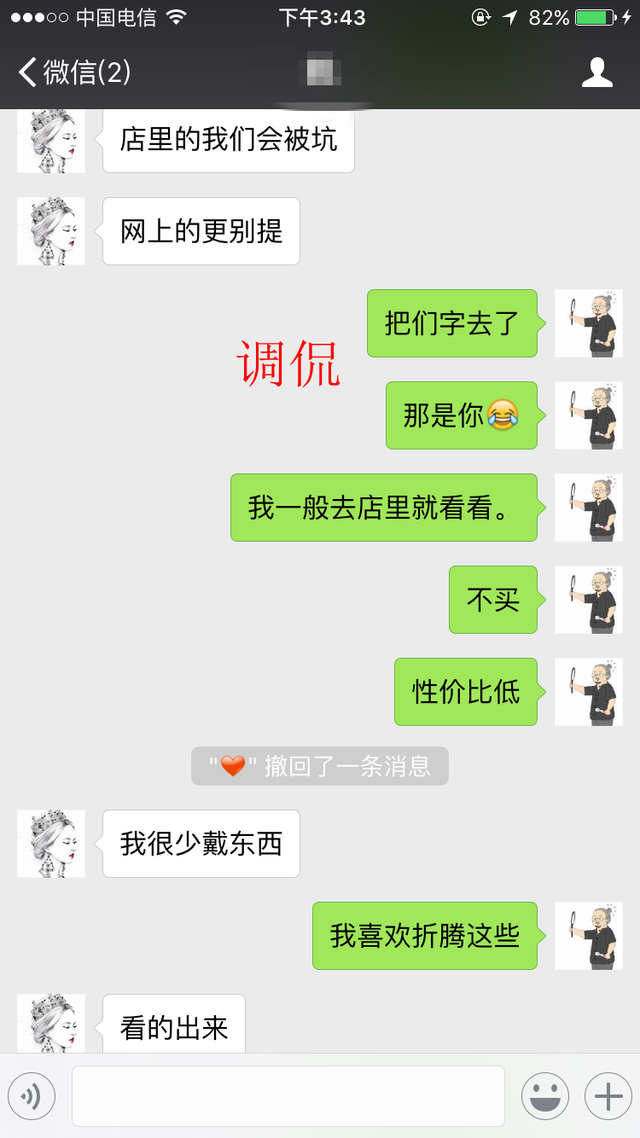 中国电信 下午3:43 82%
微信(2)
店里的我们会被坑
网上的更别提
把们字去了
调侃
那是你😂
我一般去店里就看看。
不买
性价比低
"❤️" 撤回了一条消息
我很少戴东西
我喜欢折腾这些
看的出来